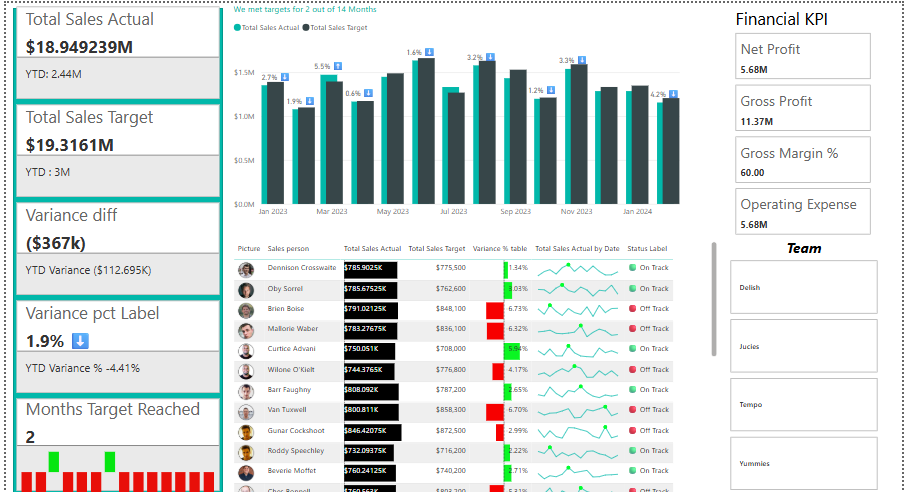 Total Sales Actual
$18.949239M
YTD: 2.44M
Total Sales Target
$19.3161M
YTD : 3M
Variance diff
($367k)
YTD Variance ($112.695K)
Variance pct Label
1.9%
YTD Variance % -4.41%
Months Target Reached
2
We met targets for 2 out of 14 Months
Total Sales Actual Total Sales Target
$1.5M
$1.0M
$0.5M
$0.0M
2.7%
1.9%
5.5%
0.6%
1.6%
3.2%
1.2%
3.3%
4.2%
Jan 2023 Mar 2023 May 2023 Jul 2023 Sep 2023 Nov 2023 Jan 2024
Picture Sales person Total Sales Actual Total Sales Target Variance % table Total Sales Actual by Date Status Label
Dennison Crosswaite $785.9025K $775,500 1.34% On Track
Oby Sorrel $785.67525K $762,600 3.03% On Track
Brien Boise $791.02125K $848,100 -6.73% Off Track
Mallorie Waber $783.27675K $836,100 -6.32% Off Track
Curtice Advani $750.051K $708,000 5.94% On Track
Wilone O'Kielt $744.3765K $776,800 -4.17% Off Track
Barr Faughny $808.092K $787,200 2.65% On Track
Van Tuxwell $800.811K $858,300 -6.70% Off Track
Gunar Cockshoot $846.42075K $872,500 -2.99% Off Track
Roddy Speechley $732.09375K $716,200 2.22% On Track
Beverie Moffet $760.24125K $740,200 2.71% On Track
Financial KPI
Net Profit
5.68M
Gross Profit
11.37M
Gross Margin %
60.00
Operating Expense
5.68M
Team
Delish
Jucies
Tempo
Yummies